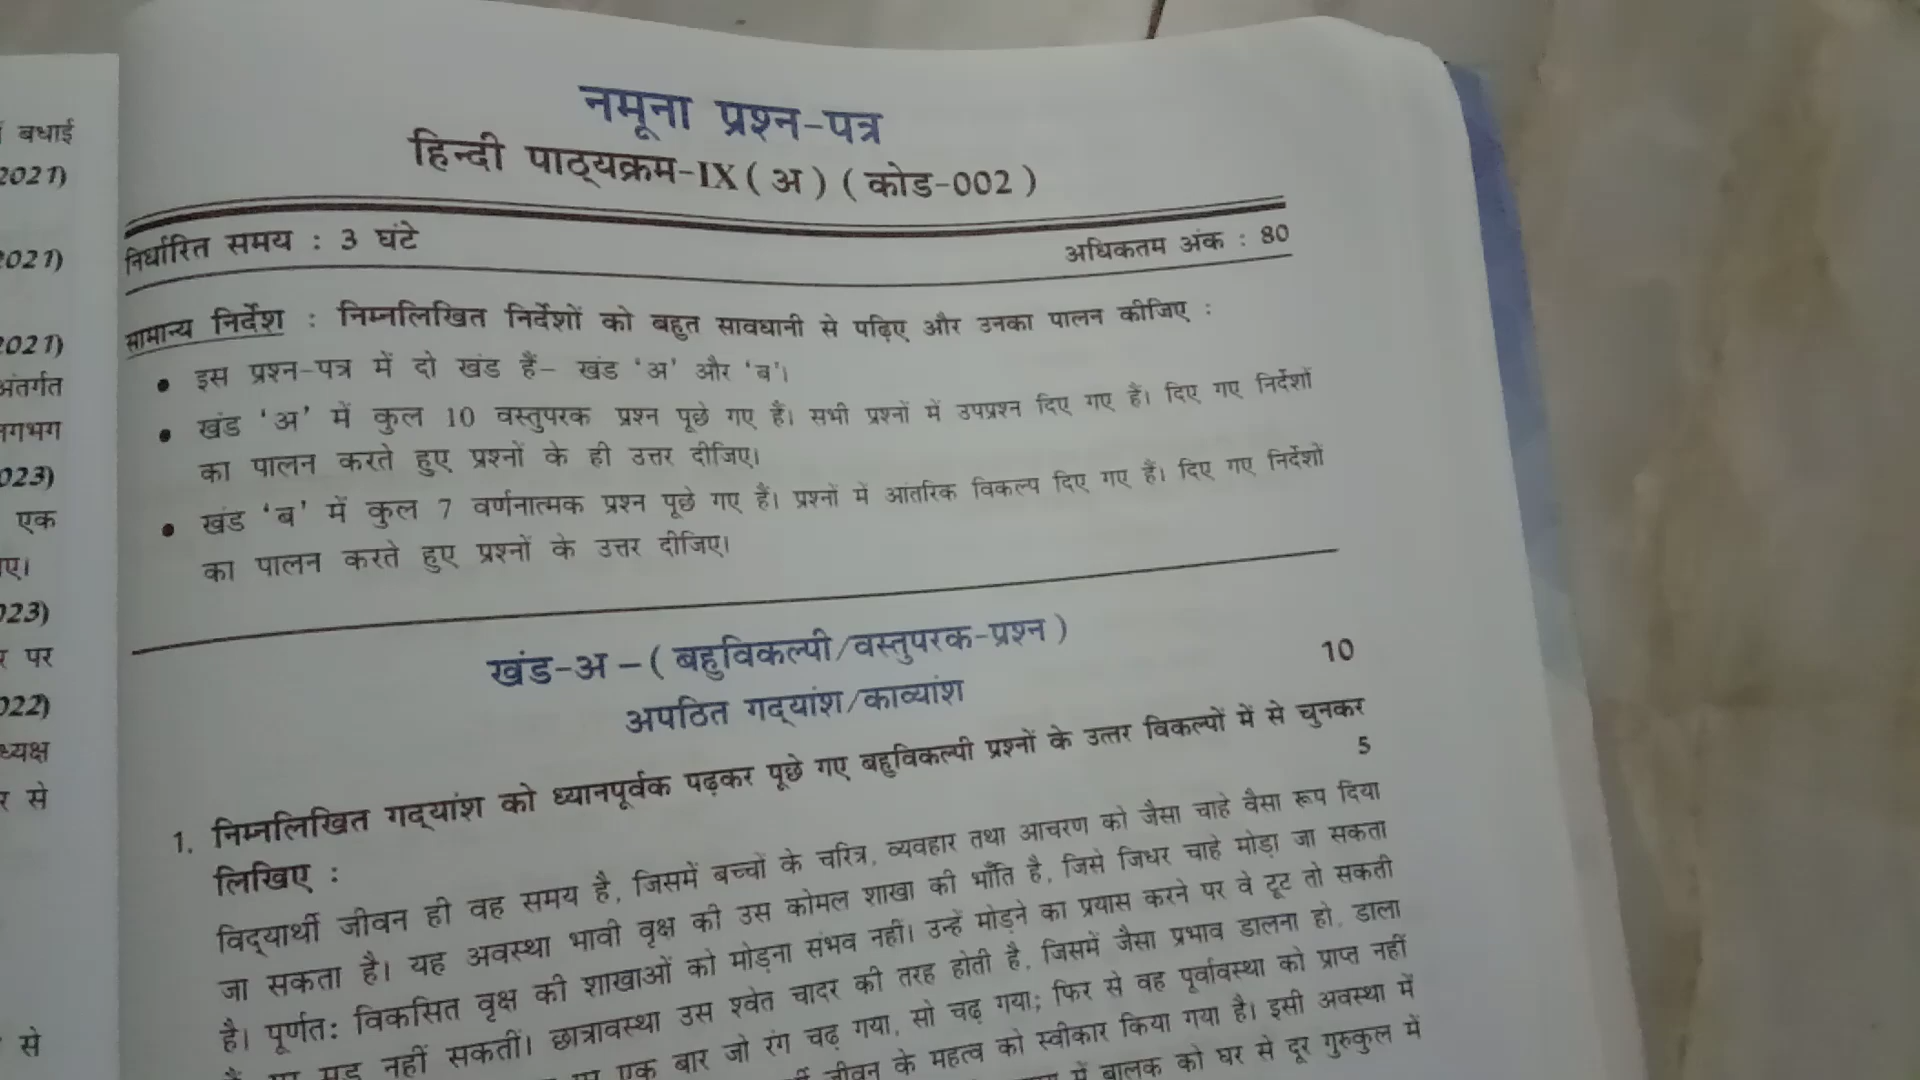 बधाई
2021)
2021)
2021)
अंतर्गत
लगभग
2023)
एक
2023)
पर
2022)
से
से
नमूना प्रश्न-पत्र
हिन्दी पाठ्यक्रम-IX ( अ ) ( कोड-002 )
निर्धारित समय : 3 घंटे
अधिकतम अंक : 80
सामान्य निर्देश : निम्नलिखित निर्देशों को बहुत सावधानी से पढ़िए और उनका पालन कीजिए :
• इस प्रश्न-पत्र में दो खंड हैं- खंड 'अ' और 'ब'।
• खंड 'अ' में कुल 10 वस्तुपरक प्रश्न पूछे गए हैं। सभी प्रश्नों में उपप्रश्न दिए गए हैं। दिए गए निर्देशों
का पालन करते हुए प्रश्नों के ही उत्तर दीजिए।
• खंड 'ब' में कुल 7 वर्णनात्मक प्रश्न पूछे गए हैं। प्रश्नों में आंतरिक विकल्प दिए गए हैं। दिए गए निर्देशों
का पालन करते हुए प्रश्नों के उत्तर दीजिए।
खंड-अ – ( बहुविकल्पी/वस्तुपरक-प्रश्न )
अपठित गद्यांश/काव्यांश 10
1. निम्नलिखित गद्यांश को ध्यानपूर्वक पढ़कर पूछे गए बहुविकल्पी प्रश्नों के उत्तर विकल्पों में से चुनकर
लिखिए : 5
विद्यार्थी जीवन ही वह समय है, जिसमें बच्चों के चरित्र, व्यवहार तथा आचरण को जैसा चाहे वैसा रूप दिया
जा सकता है। यह अवस्था भावी वृक्ष की उस कोमल शाखा की भाँति है, जिसे जिधर चाहे मोड़ा जा सकता
है। पूर्णतः विकसित वृक्ष की शाखाओं को मोड़ना संभव नहीं। उन्हें मोड़ने का प्रयास करने पर वे टूट तो सकती
नहीं सकतीं। छात्रावस्था उस श्वेत चादर की तरह होती है, जिसमें जैसा प्रभाव डालना हो, डाला
एक बार जो रंग चढ़ गया, सो चढ़ गया; फिर से वह पूर्वावस्था को प्राप्त नहीं
जीवन के महत्व को स्वीकार किया गया है। इसी अवस्था में
में बालक को घर से दूर गुरुकुल में